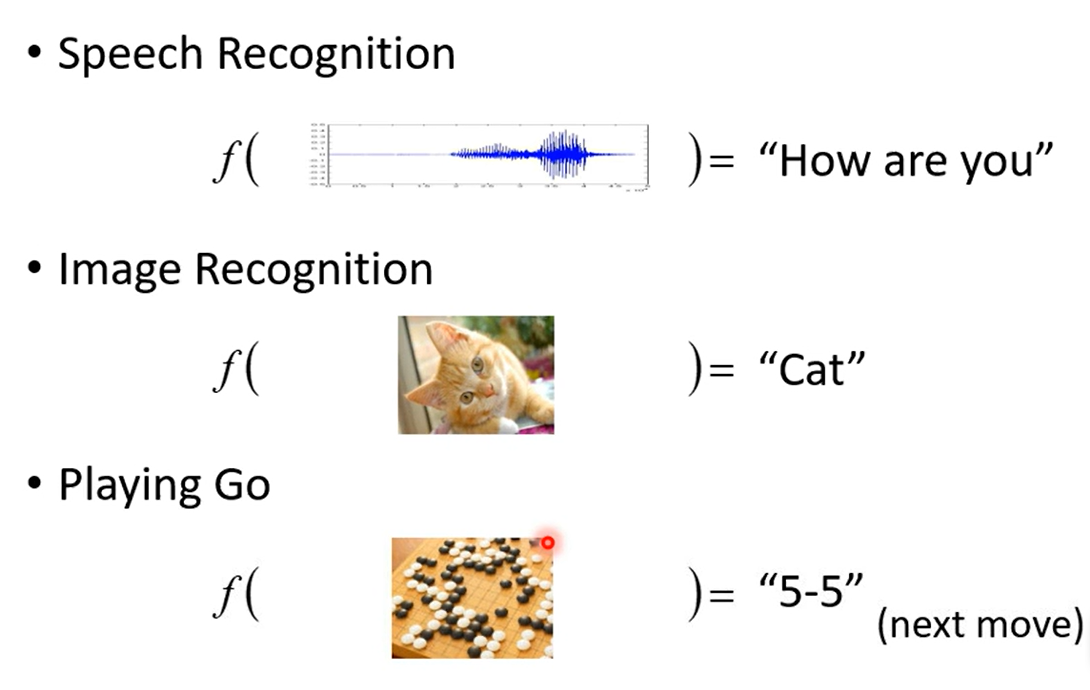 • Speech Recognition
f( )= “How are you”
• Image Recognition
f( )= “Cat”
• Playing Go
f( )= “5-5”
(next move)